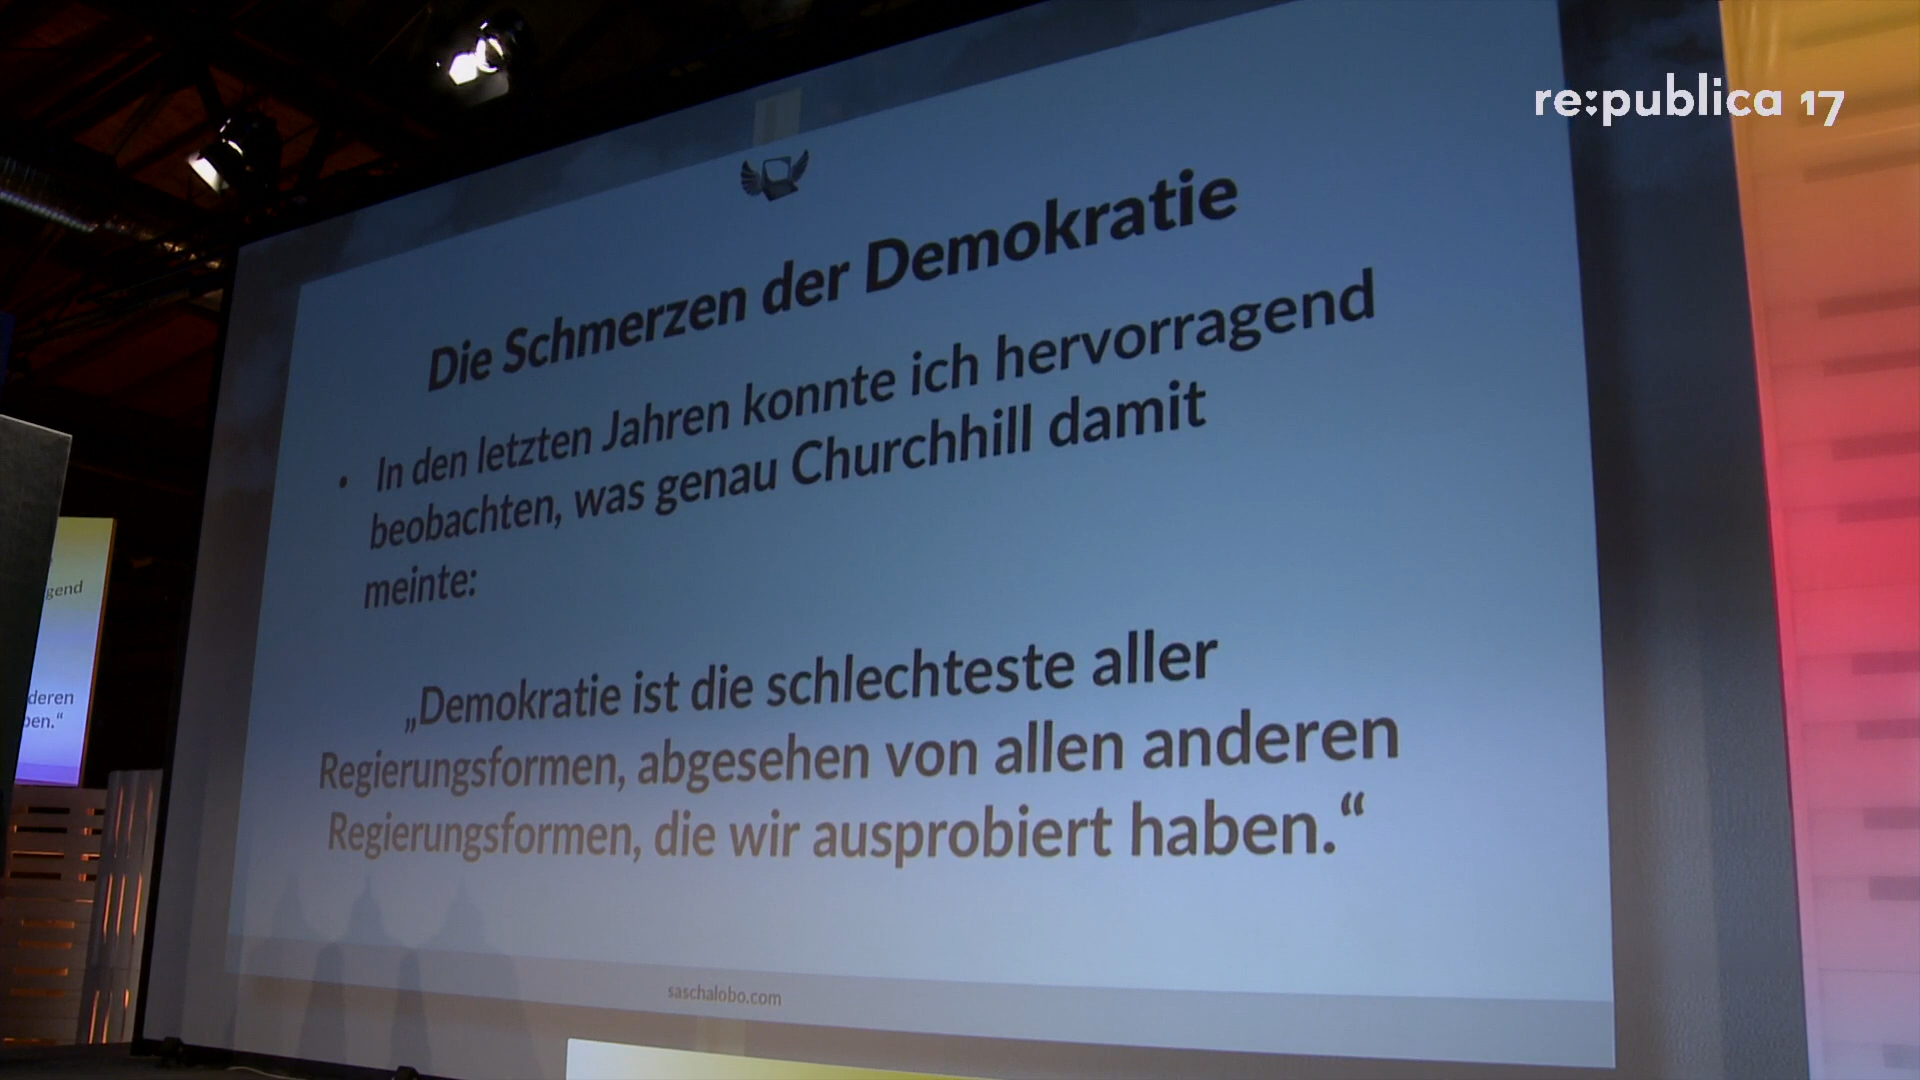 re:publica 17
Die Schmerzen der Demokratie
• In den letzten Jahren konnte ich hervorragend
beobachten, was genau Churchhill damit
meinte:
„Demokratie ist die schlechteste aller
Regierungsformen, abgesehen von allen anderen
Regierungsformen, die wir ausprobiert haben.“
saschalobo.com
gend
deren
ben.“